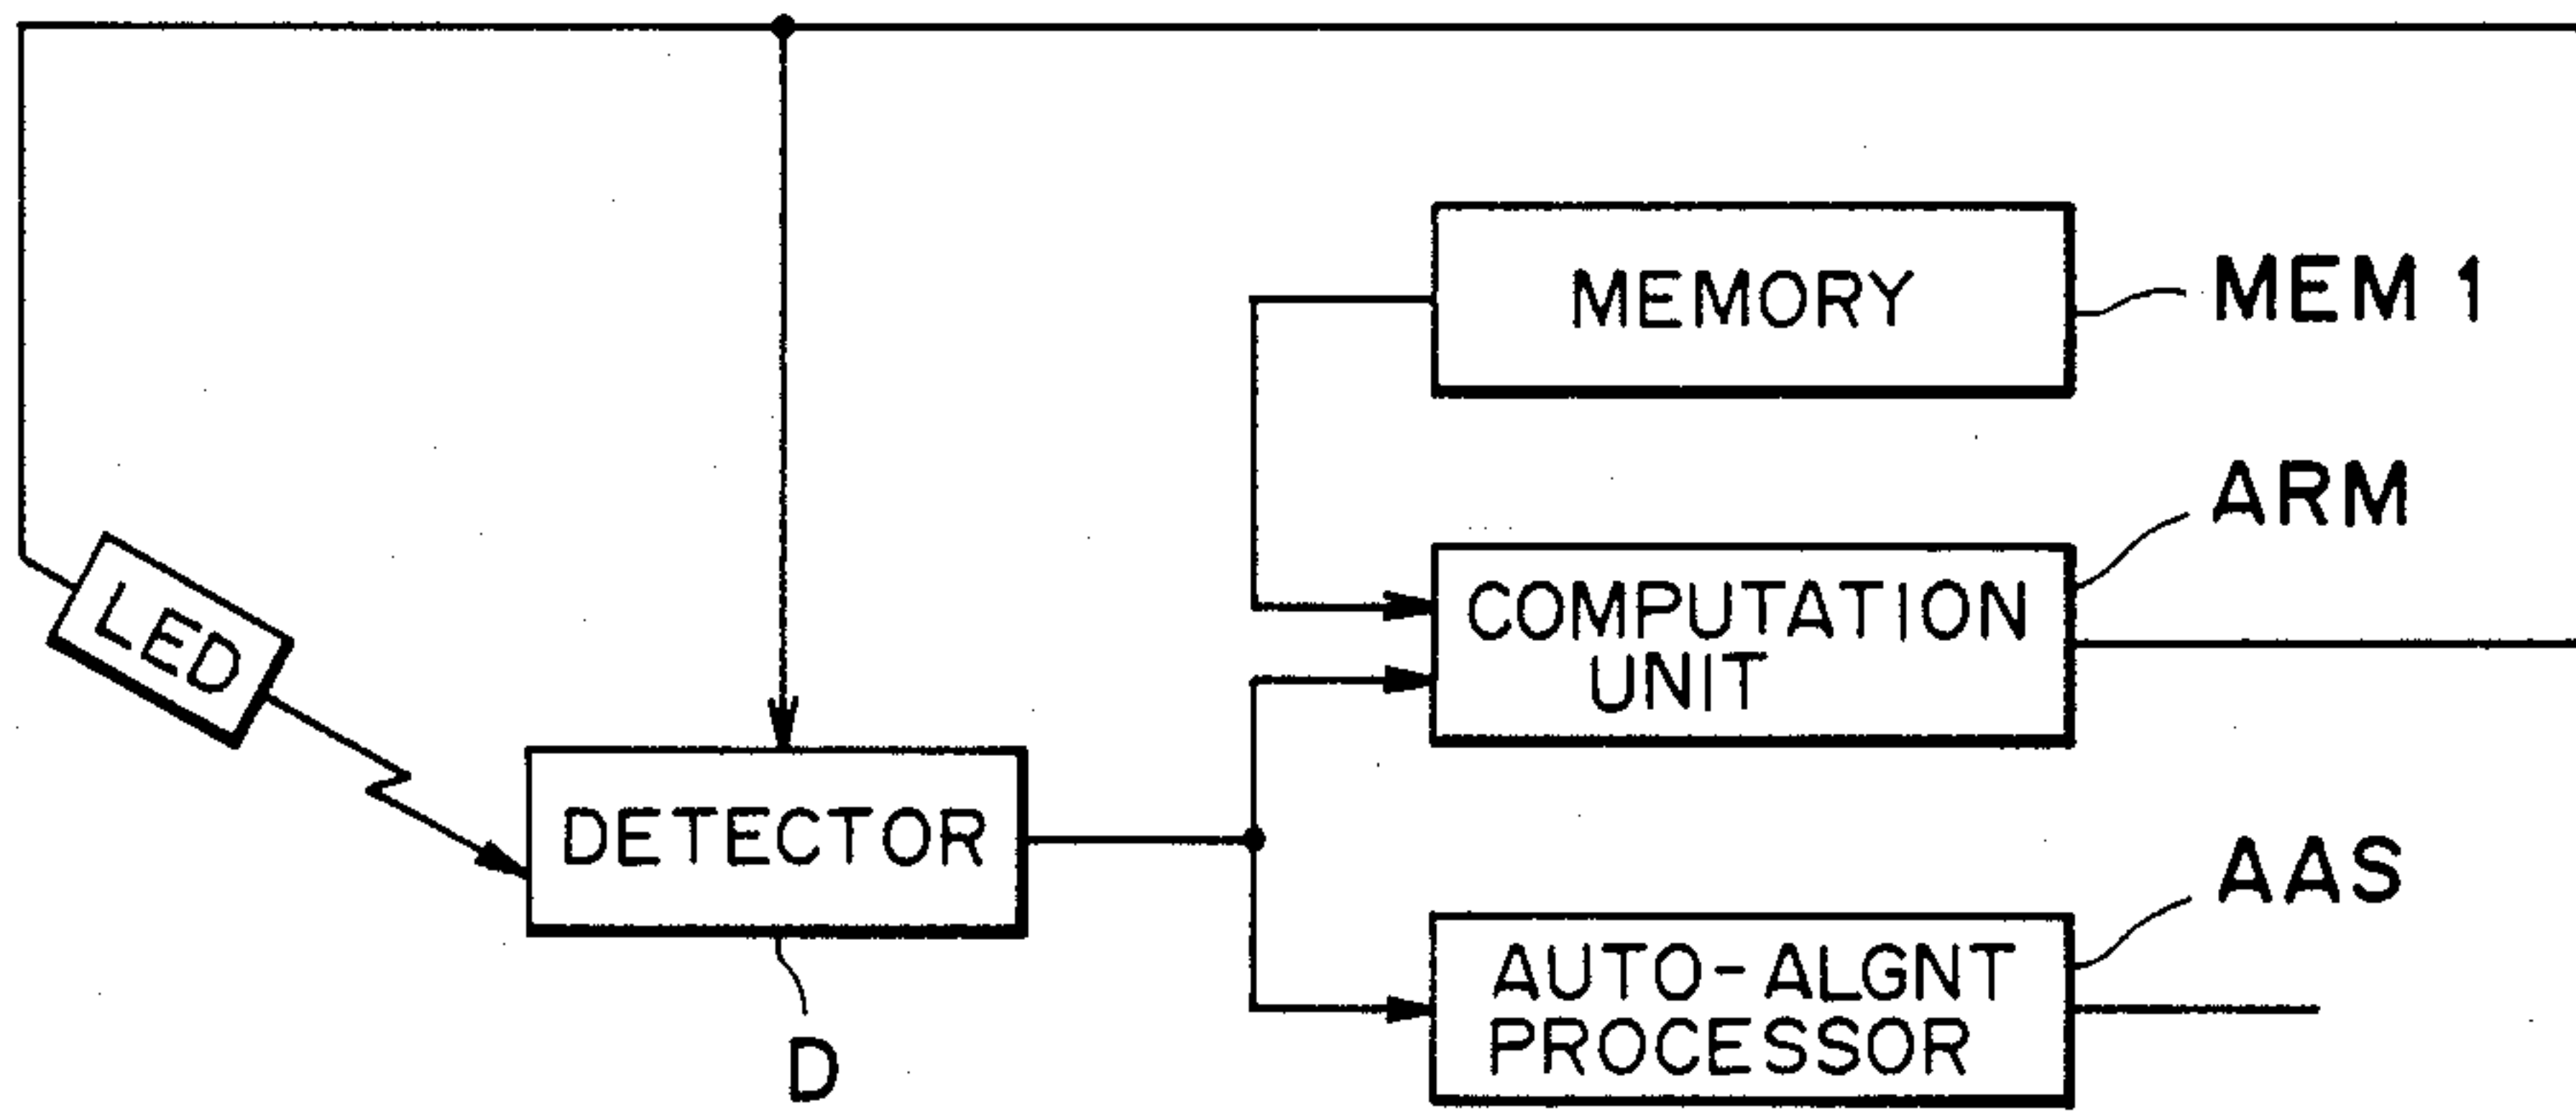 MEMORY
MEM 1
ARM
COMPUTATION
UNIT
LED
DETECTOR
D
AAS
AUTO-ALGNT
PROCESSOR